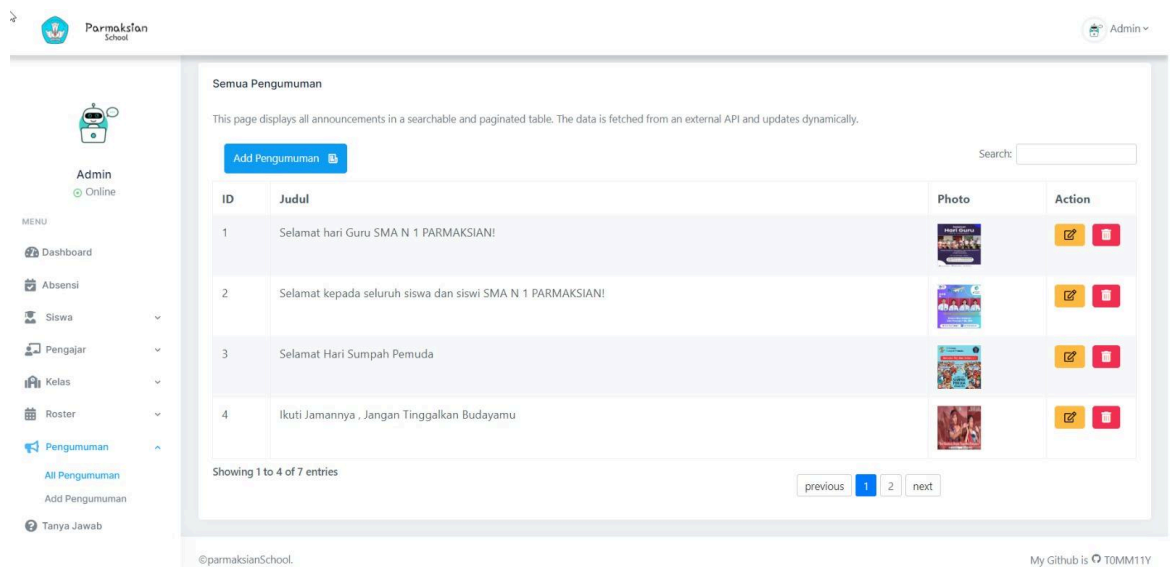 Parmaksian
School
Admin
Admin
Online
MENU
Dashboard
Absensi
Siswa
Pengajar
Kelas
Roster
Pengumuman
All Pengumuman
Add Pengumuman
Tanya Jawab
Semua Pengumuman
This page displays all announcements in a searchable and paginated table. The data is fetched from an external API and updates dynamically.
Add Pengumuman
Search:
ID Judul Photo Action
1 Selamat hari Guru SMA N 1 PARMAKSIAN!
Hari Guru
2 Selamat kepada seluruh siswa dan siswi SMA N 1 PARMAKSIAN!
3 Selamat Hari Sumpah Pemuda
4 Ikuti Jamannya , Jangan Tinggalkan Budayamu
Showing 1 to 4 of 7 entries
previous 1 2 next
©parmaksianSchool.
My Github is T0MM11Y